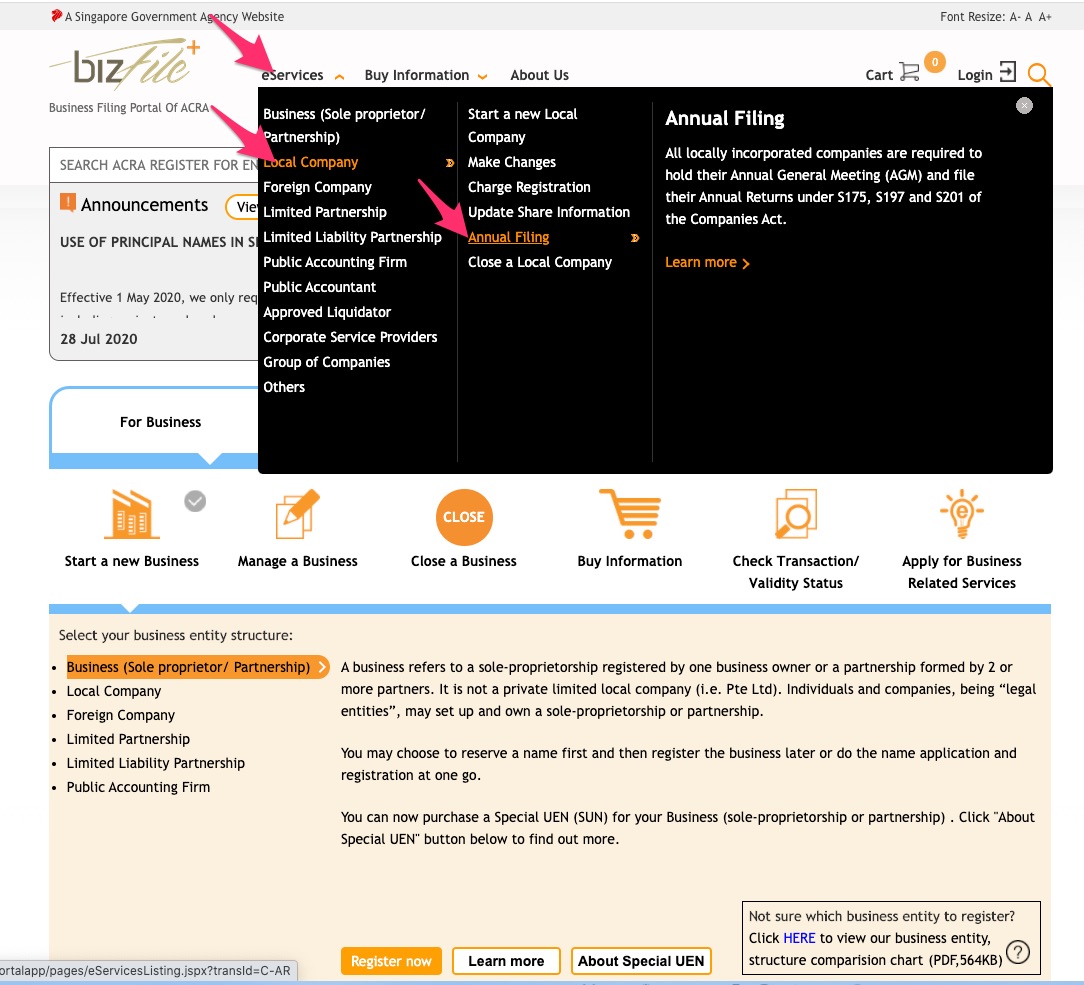 A Singapore Government Agency Website
Font Resize: A- A A+
bizfile+
Business Filing Portal Of ACRA
eServices
Buy Information
About Us
Cart
0
Login
Business (Sole proprietor/
Partnership)
Local Company
Foreign Company
Limited Partnership
Limited Liability Partnership
Public Accounting Firm
Public Accountant
Approved Liquidator
Corporate Service Providers
Group of Companies
Others
Start a new Local
Company
Make Changes
Charge Registration
Update Share Information
Annual Filing
Close a Local Company
Annual Filing
All locally incorporated companies are required to
hold their Annual General Meeting (AGM) and file
their Annual Returns under S175, S197 and S201 of
the Companies Act.
Learn more
SEARCH ACRA REGISTER FOR EN
Announcements
Vie
USE OF PRINCIPAL NAMES IN S
Effective 1 May 2020, we only req
28 Jul 2020
For Business
CLOSE
Start a new Business
Manage a Business
Close a Business
Buy Information
Check Transaction/
Validity Status
Apply for Business
Related Services
Select your business entity structure:
• Business (Sole proprietor/ Partnership)
• Local Company
• Foreign Company
• Limited Partnership
• Limited Liability Partnership
• Public Accounting Firm
A business refers to a sole-proprietorship registered by one business owner or a partnership formed by 2 or
more partners. It is not a private limited local company (i.e. Pte Ltd). Individuals and companies, being “legal
entities”, may set up and own a sole-proprietorship or partnership.
You may choose to reserve a name first and then register the business later or do the name application and
registration at one go.
You can now purchase a Special UEN (SUN) for your Business (sole-proprietorship or partnership) . Click "About
Special UEN" button below to find out more.
Register now
Learn more
About Special UEN
Not sure which business entity to register?
Click HERE to view our business entity,
structure comparision chart (PDF,564KB)
?
ortalapp/pages/eServicesListing.jspx?transId=C-AR